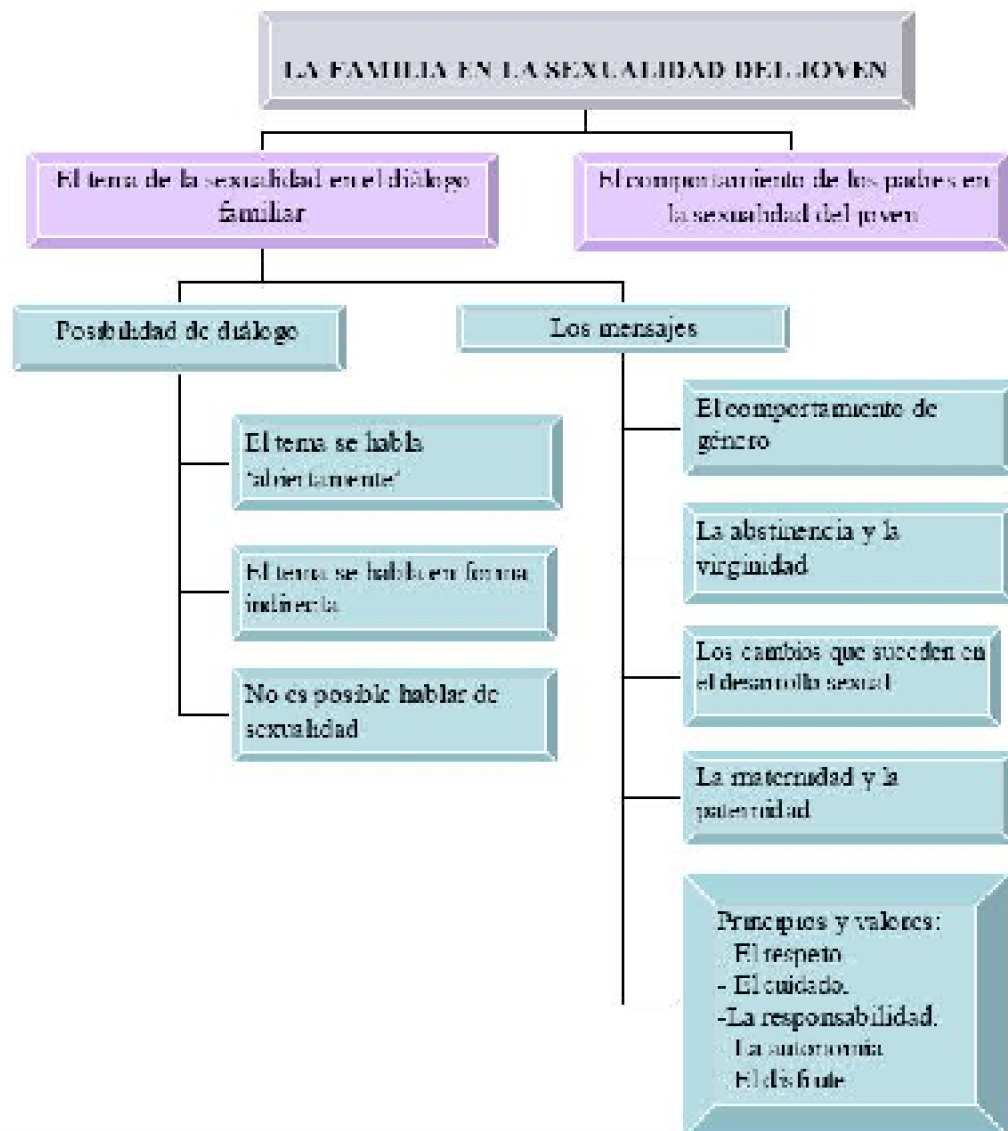 LA FAMILIA EN LA SEXUALIDAD DEL JOVEN
El tema de la sexualidad en el diálogo
familiar
El comportamiento de los padres en
la sexualidad del joven
Posibilidad de diálogo
Los mensajes
El tema se habla
"abiertamente"
El tema se habla en forma
indirecta
No es posible hablar de
sexualidad
El comportamiento de
género
La abstinencia y la
virginidad
Los cambios que suceden en
el desarrollo sexual
La maternidad y la
paternidad
Principios y valores:
- El respeto
- El cuidado.
-La responsabilidad.
- La autonomía
- El disfrute